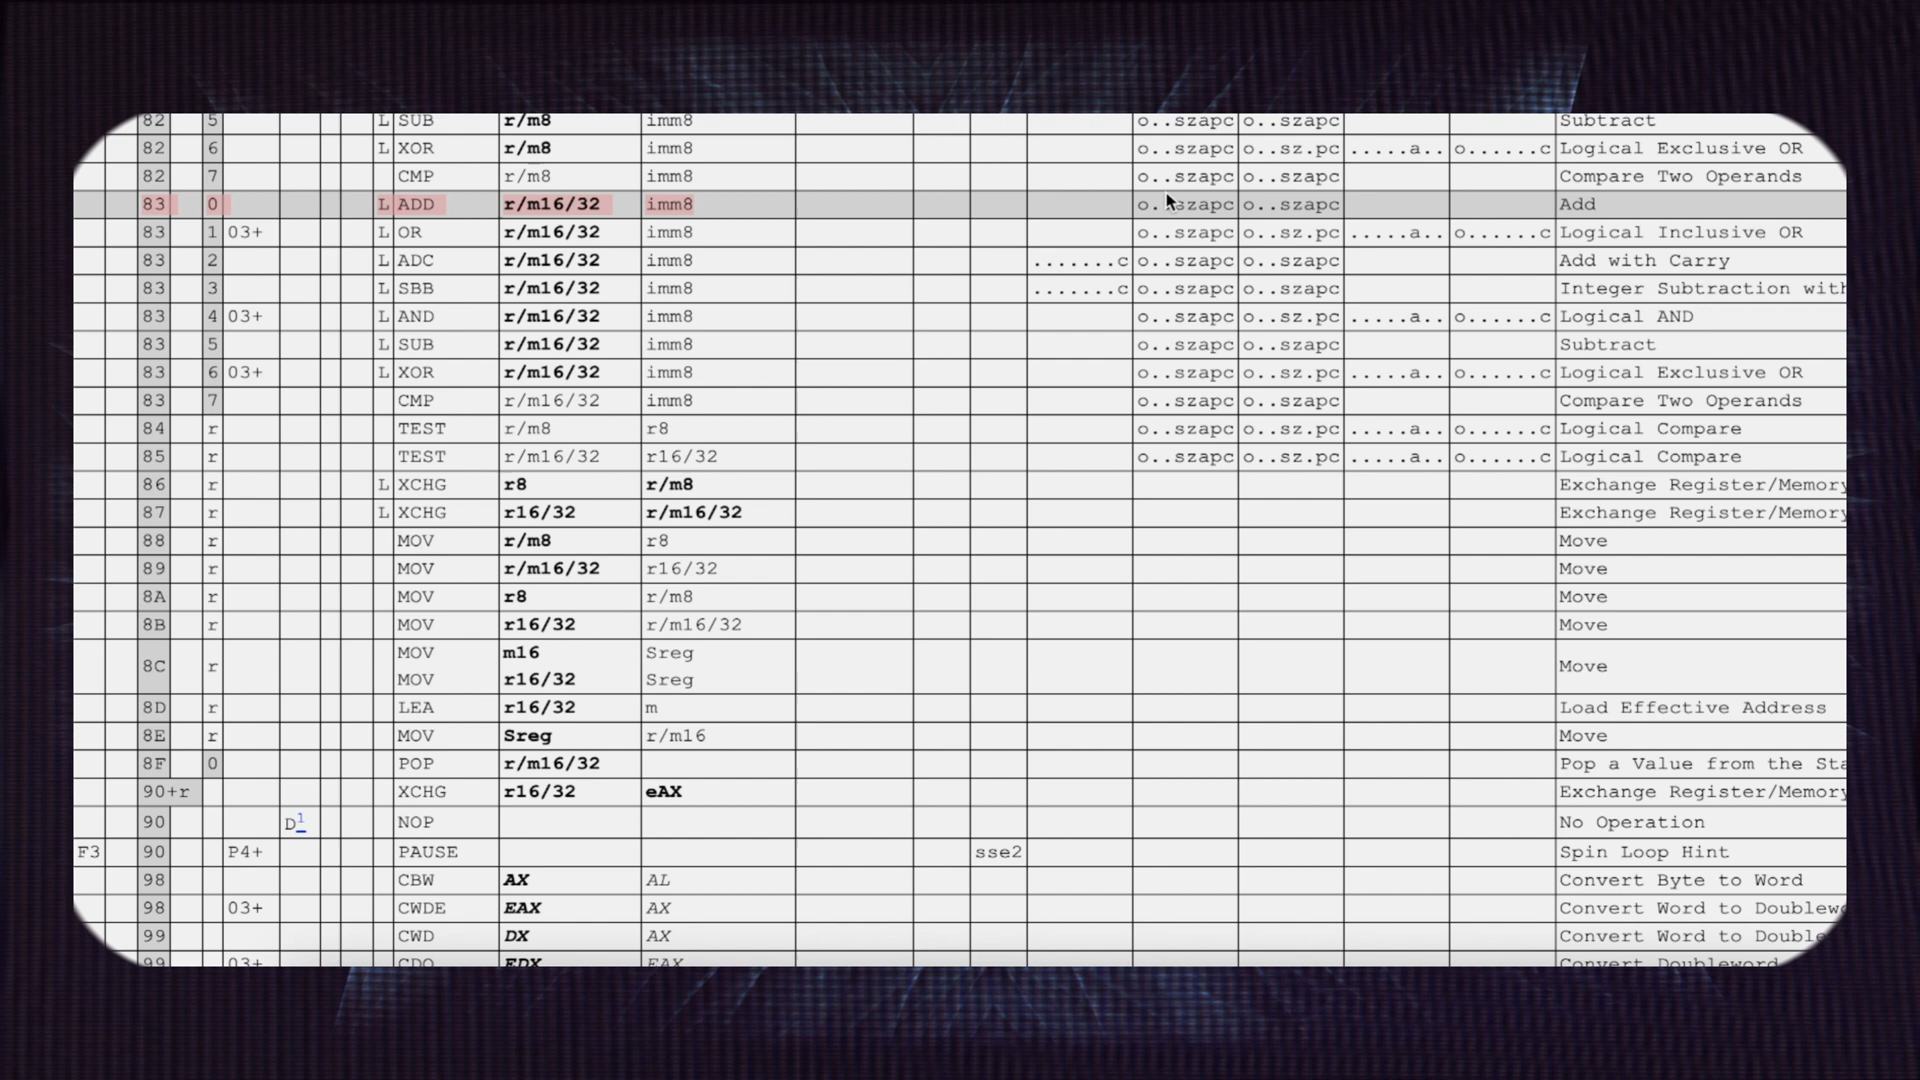 82 5 L SUB r/m8 imm8 o..szapc o..szapc Subtract
82 6 L XOR r/m8 imm8 o..szapc o..sz.pc .....a.. o......c Logical Exclusive OR
82 7 CMP r/m8 imm8 o..szapc o..szapc Compare Two Operands
83 0 L ADD r/m16/32 imm8 o..szapc o..szapc Add
83 1 03+ L OR r/m16/32 imm8 o..szapc o..sz.pc .....a.. o......c Logical Inclusive OR
83 2 L ADC r/m16/32 imm8 .......c o..szapc o..szapc Add with Carry
83 3 L SBB r/m16/32 imm8 .......c o..szapc o..szapc Integer Subtraction with
83 4 03+ L AND r/m16/32 imm8 o..szapc o..sz.pc .....a.. o......c Logical AND
83 5 L SUB r/m16/32 imm8 o..szapc o..szapc Subtract
83 6 03+ L XOR r/m16/32 imm8 o..szapc o..sz.pc .....a.. o......c Logical Exclusive OR
83 7 CMP r/m16/32 imm8 o..szapc o..szapc Compare Two Operands
84 r TEST r/m8 r8 o..szapc o..sz.pc .....a.. o......c Logical Compare
85 r TEST r/m16/32 r16/32 o..szapc o..sz.pc .....a.. o......c Logical Compare
86 r L XCHG r8 r/m8 Exchange Register/Memory
87 r L XCHG r16/32 r/m16/32 Exchange Register/Memory
88 r MOV r/m8 r8 Move
89 r MOV r/m16/32 r16/32 Move
8A r MOV r8 r/m8 Move
8B r MOV r16/32 r/m16/32 Move
8C r MOV m16 Sreg Move
MOV r16/32 Sreg
8D r LEA r16/32 m Load Effective Address
8E r MOV Sreg r/m16 Move
8F 0 POP r/m16/32 Pop a Value from the Sta
90+r XCHG r16/32 eAX Exchange Register/Memory
90 D1 NOP No Operation
F3 90 P4+ PAUSE sse2 Spin Loop Hint
98 CBW AX AL Convert Byte to Word
98 03+ CWDE EAX AX Convert Word to Doublewo
99 CWD DX AX Convert Word to Double
99 03+ CDQ EDX EAX Convert Doubleword